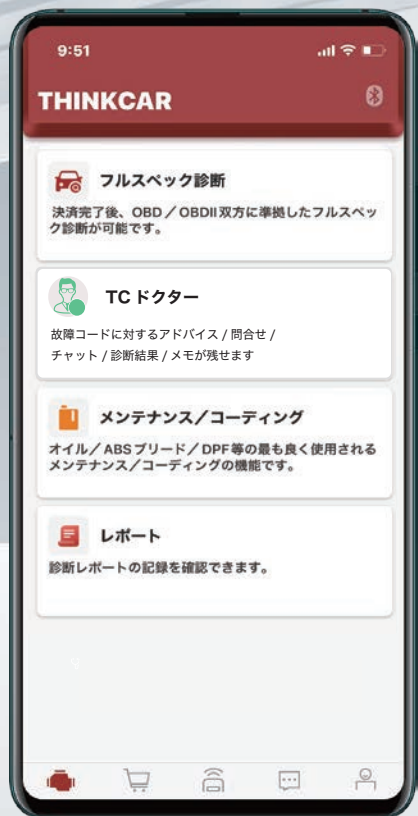 9:51
THINKCAR
フルスペック診断
決済完了後、OBD／OBDII双方に準拠したフルスペッ
ク診断が可能です。
TCドクター
故障コードに対するアドバイス / 問合せ /
チャット / 診断結果 / メモが残せます
メンテナンス／コーディング
オイル／ABSブリード／DPF等の最も良く使用される
メンテナンス／コーディングの機能です。
レポート
診断レポートの記録を確認できます。